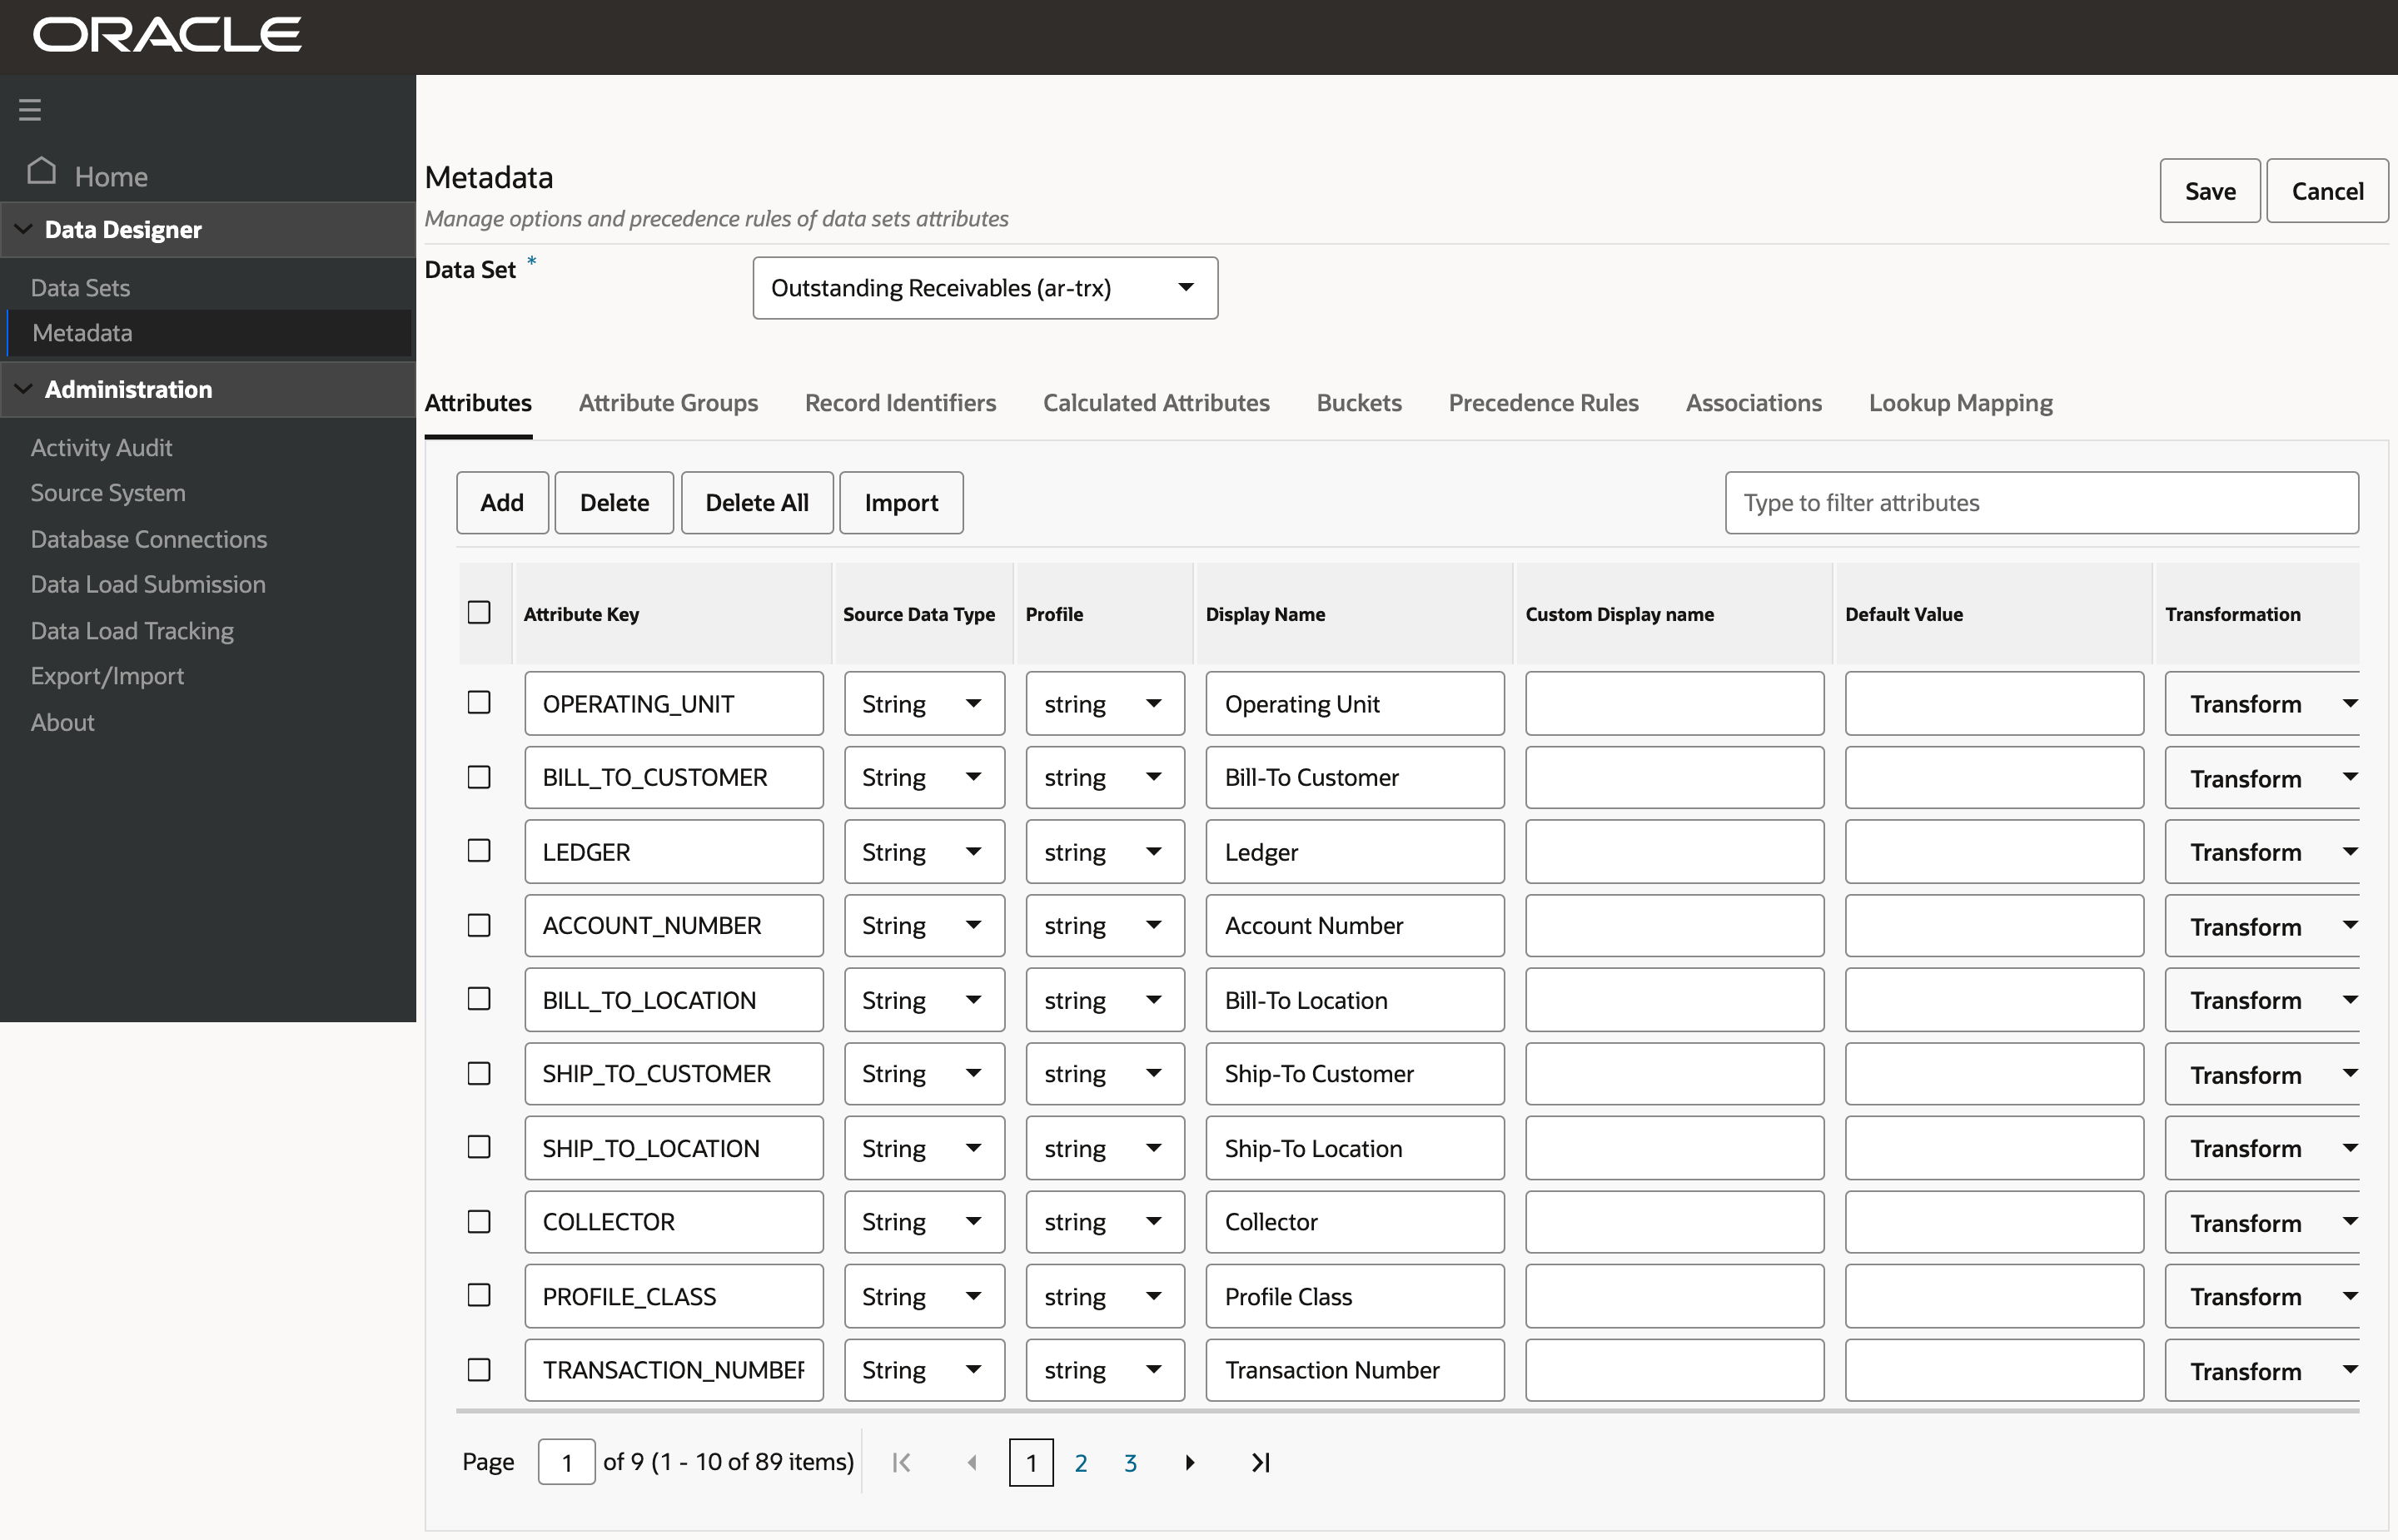 ORACLE
Home
Data Designer
Data Sets
Metadata
Administration
Activity Audit
Source System
Database Connections
Data Load Submission
Data Load Tracking
Export/Import
About
Metadata
Manage options and precedence rules of data sets attributes
Save Cancel
Data Set * Outstanding Receivables (ar-trx)
Attributes Attribute Groups Record Identifiers Calculated Attributes Buckets Precedence Rules Associations Lookup Mapping
Add Delete Delete All Import Type to filter attributes
Attribute Key Source Data Type Profile Display Name Custom Display name Default Value Transformation
OPERATING_UNIT String string Operating Unit Transform
BILL_TO_CUSTOMER String string Bill-To Customer Transform
LEDGER String string Ledger Transform
ACCOUNT_NUMBER String string Account Number Transform
BILL_TO_LOCATION String string Bill-To Location Transform
SHIP_TO_CUSTOMER String string Ship-To Customer Transform
SHIP_TO_LOCATION String string Ship-To Location Transform
COLLECTOR String string Collector Transform
PROFILE_CLASS String string Profile Class Transform
TRANSACTION_NUMBER String string Transaction Number Transform
Page 1 of 9 (1 - 10 of 89 items) 1 2 3